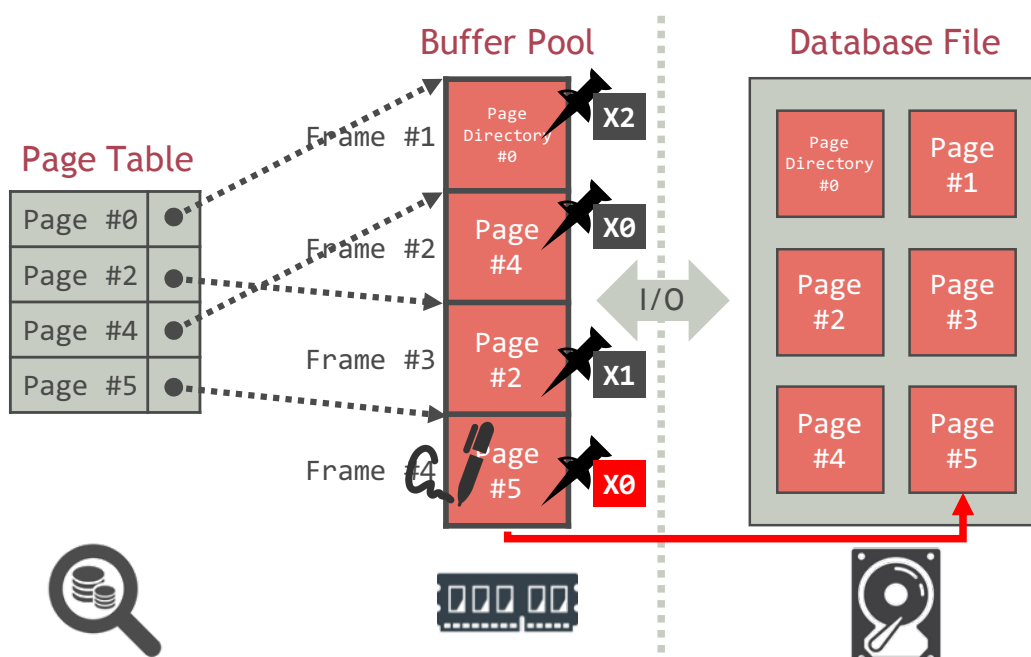 Buffer Pool
Database File
Page Table
Page #0
Page #2
Page #4
Page #5
Frame #1
Frame #2
Frame #3
Frame #4
Page
Directory
#0
X2
Page
#4
X0
Page
#2
X1
Page
#5
X0
I/O
Page
Directory
#0
Page
#1
Page
#2
Page
#3
Page
#4
Page
#5